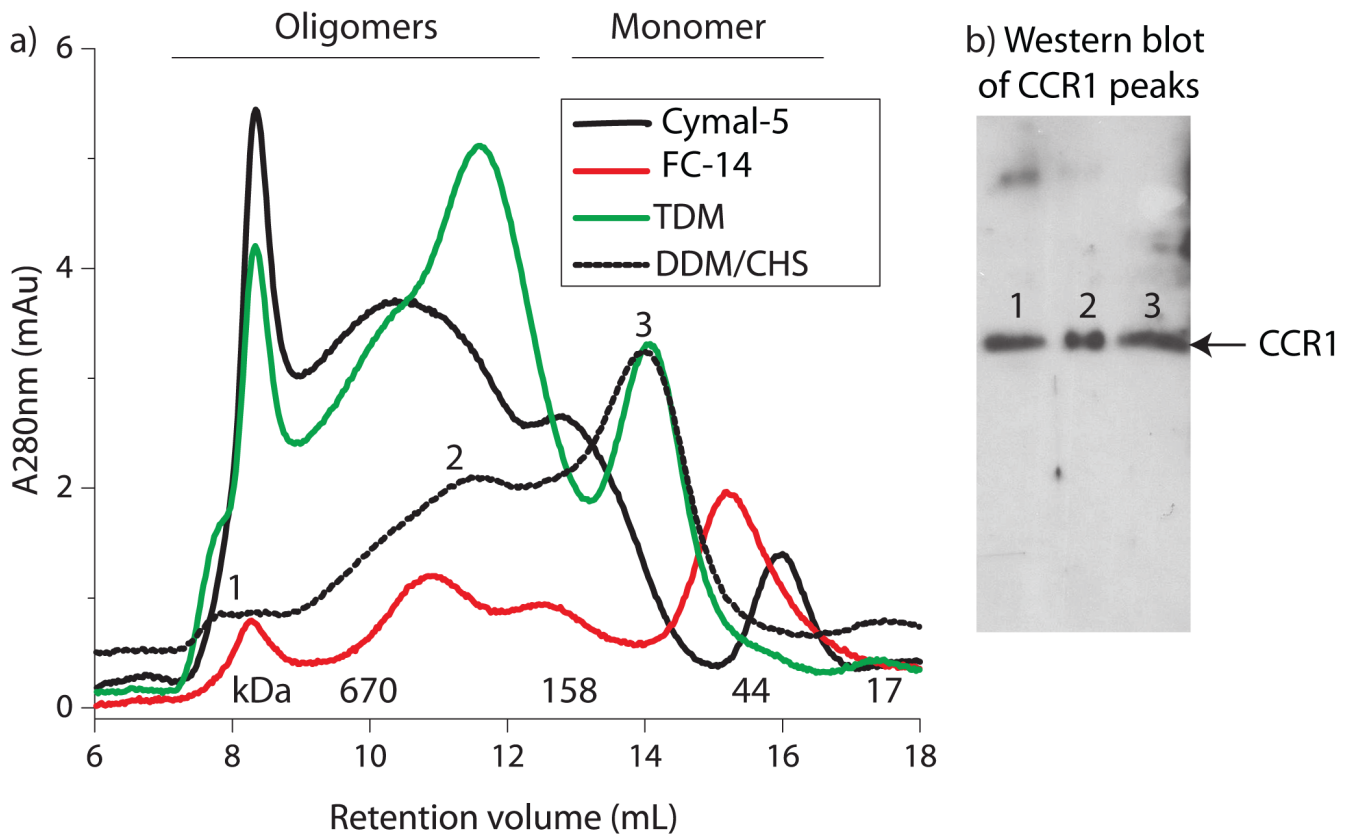 a)
Oligomers
Monomer
Cymal-5
FC-14
TDM
DDM/CHS
1
2
3
6
4
2
0
A280nm (mAu)
kDa 670 158 44 17
6 8 10 12 14 16 18
Retention volume (mL)
b) Western blot
of CCR1 peaks
1 2 3
CCR1